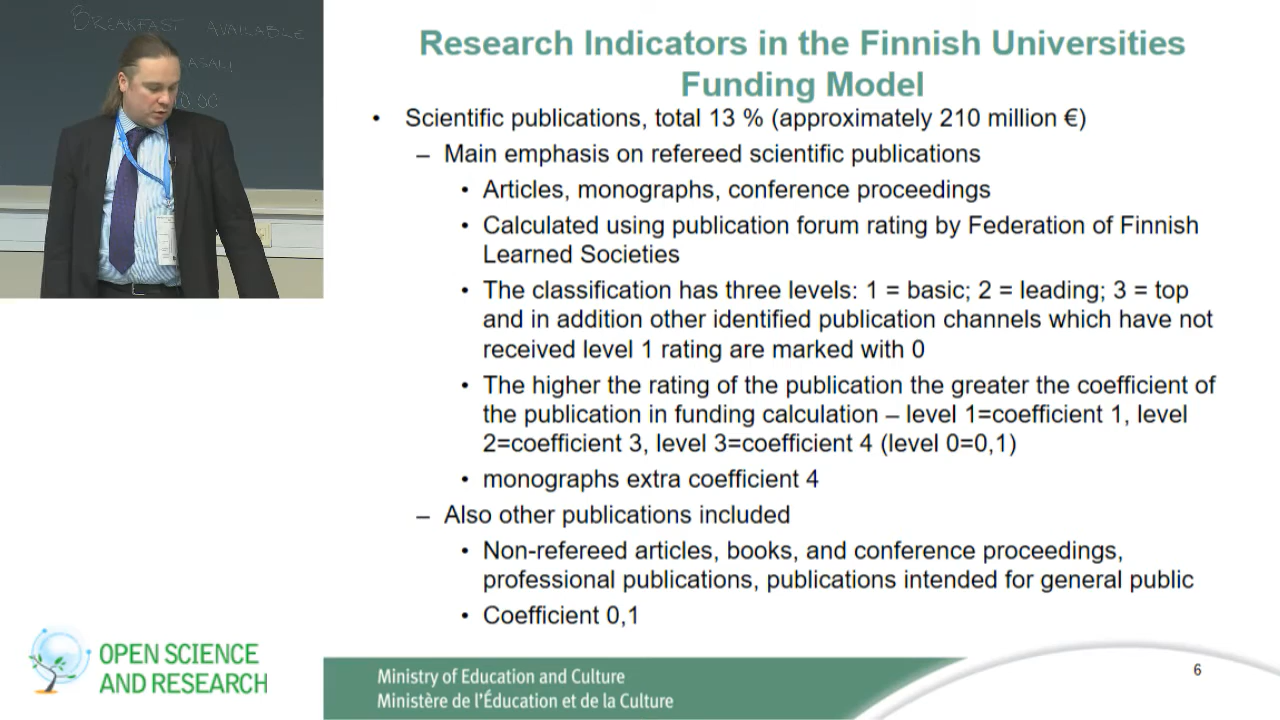 BREAKFAST AVAILABLE
Research Indicators in the Finnish Universities
Funding Model
• Scientific publications, total 13 % (approximately 210 million €)
– Main emphasis on refereed scientific publications
• Articles, monographs, conference proceedings
• Calculated using publication forum rating by Federation of Finnish
Learned Societies
• The classification has three levels: 1 = basic; 2 = leading; 3 = top
and in addition other identified publication channels which have not
received level 1 rating are marked with 0
• The higher the rating of the publication the greater the coefficient of
the publication in funding calculation – level 1=coefficient 1, level
2=coefficient 3, level 3=coefficient 4 (level 0=0,1)
• monographs extra coefficient 4
– Also other publications included
• Non-refereed articles, books, and conference proceedings,
professional publications, publications intended for general public
• Coefficient 0,1
OPEN SCIENCE
AND RESEARCH
Ministry of Education and Culture
Ministère de l'Éducation et de la Culture
6